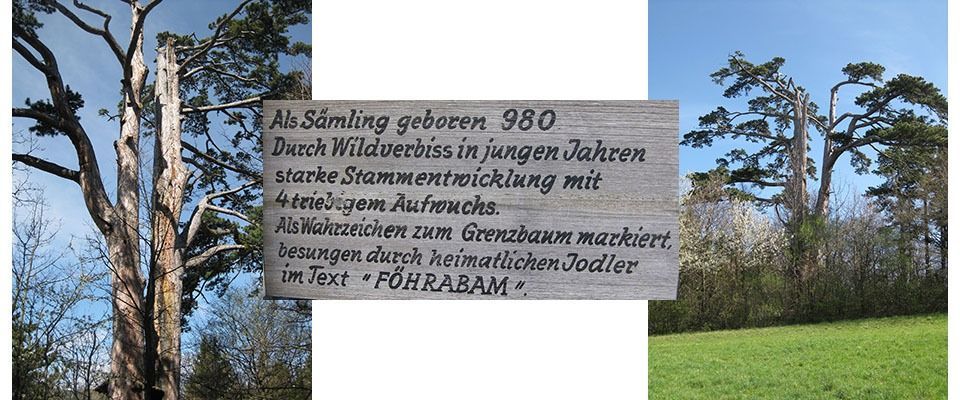 Als Sämling geboren 980
Durch Wildverbiss in jungen Jahren
starke Stammentwicklung mit
4 triebigem Aufwuchs.
Als Wahrzeichen zum Grenzbaum markiert,
besungen durch heimatlichen Jodler
im Text „FÖHRABAM".